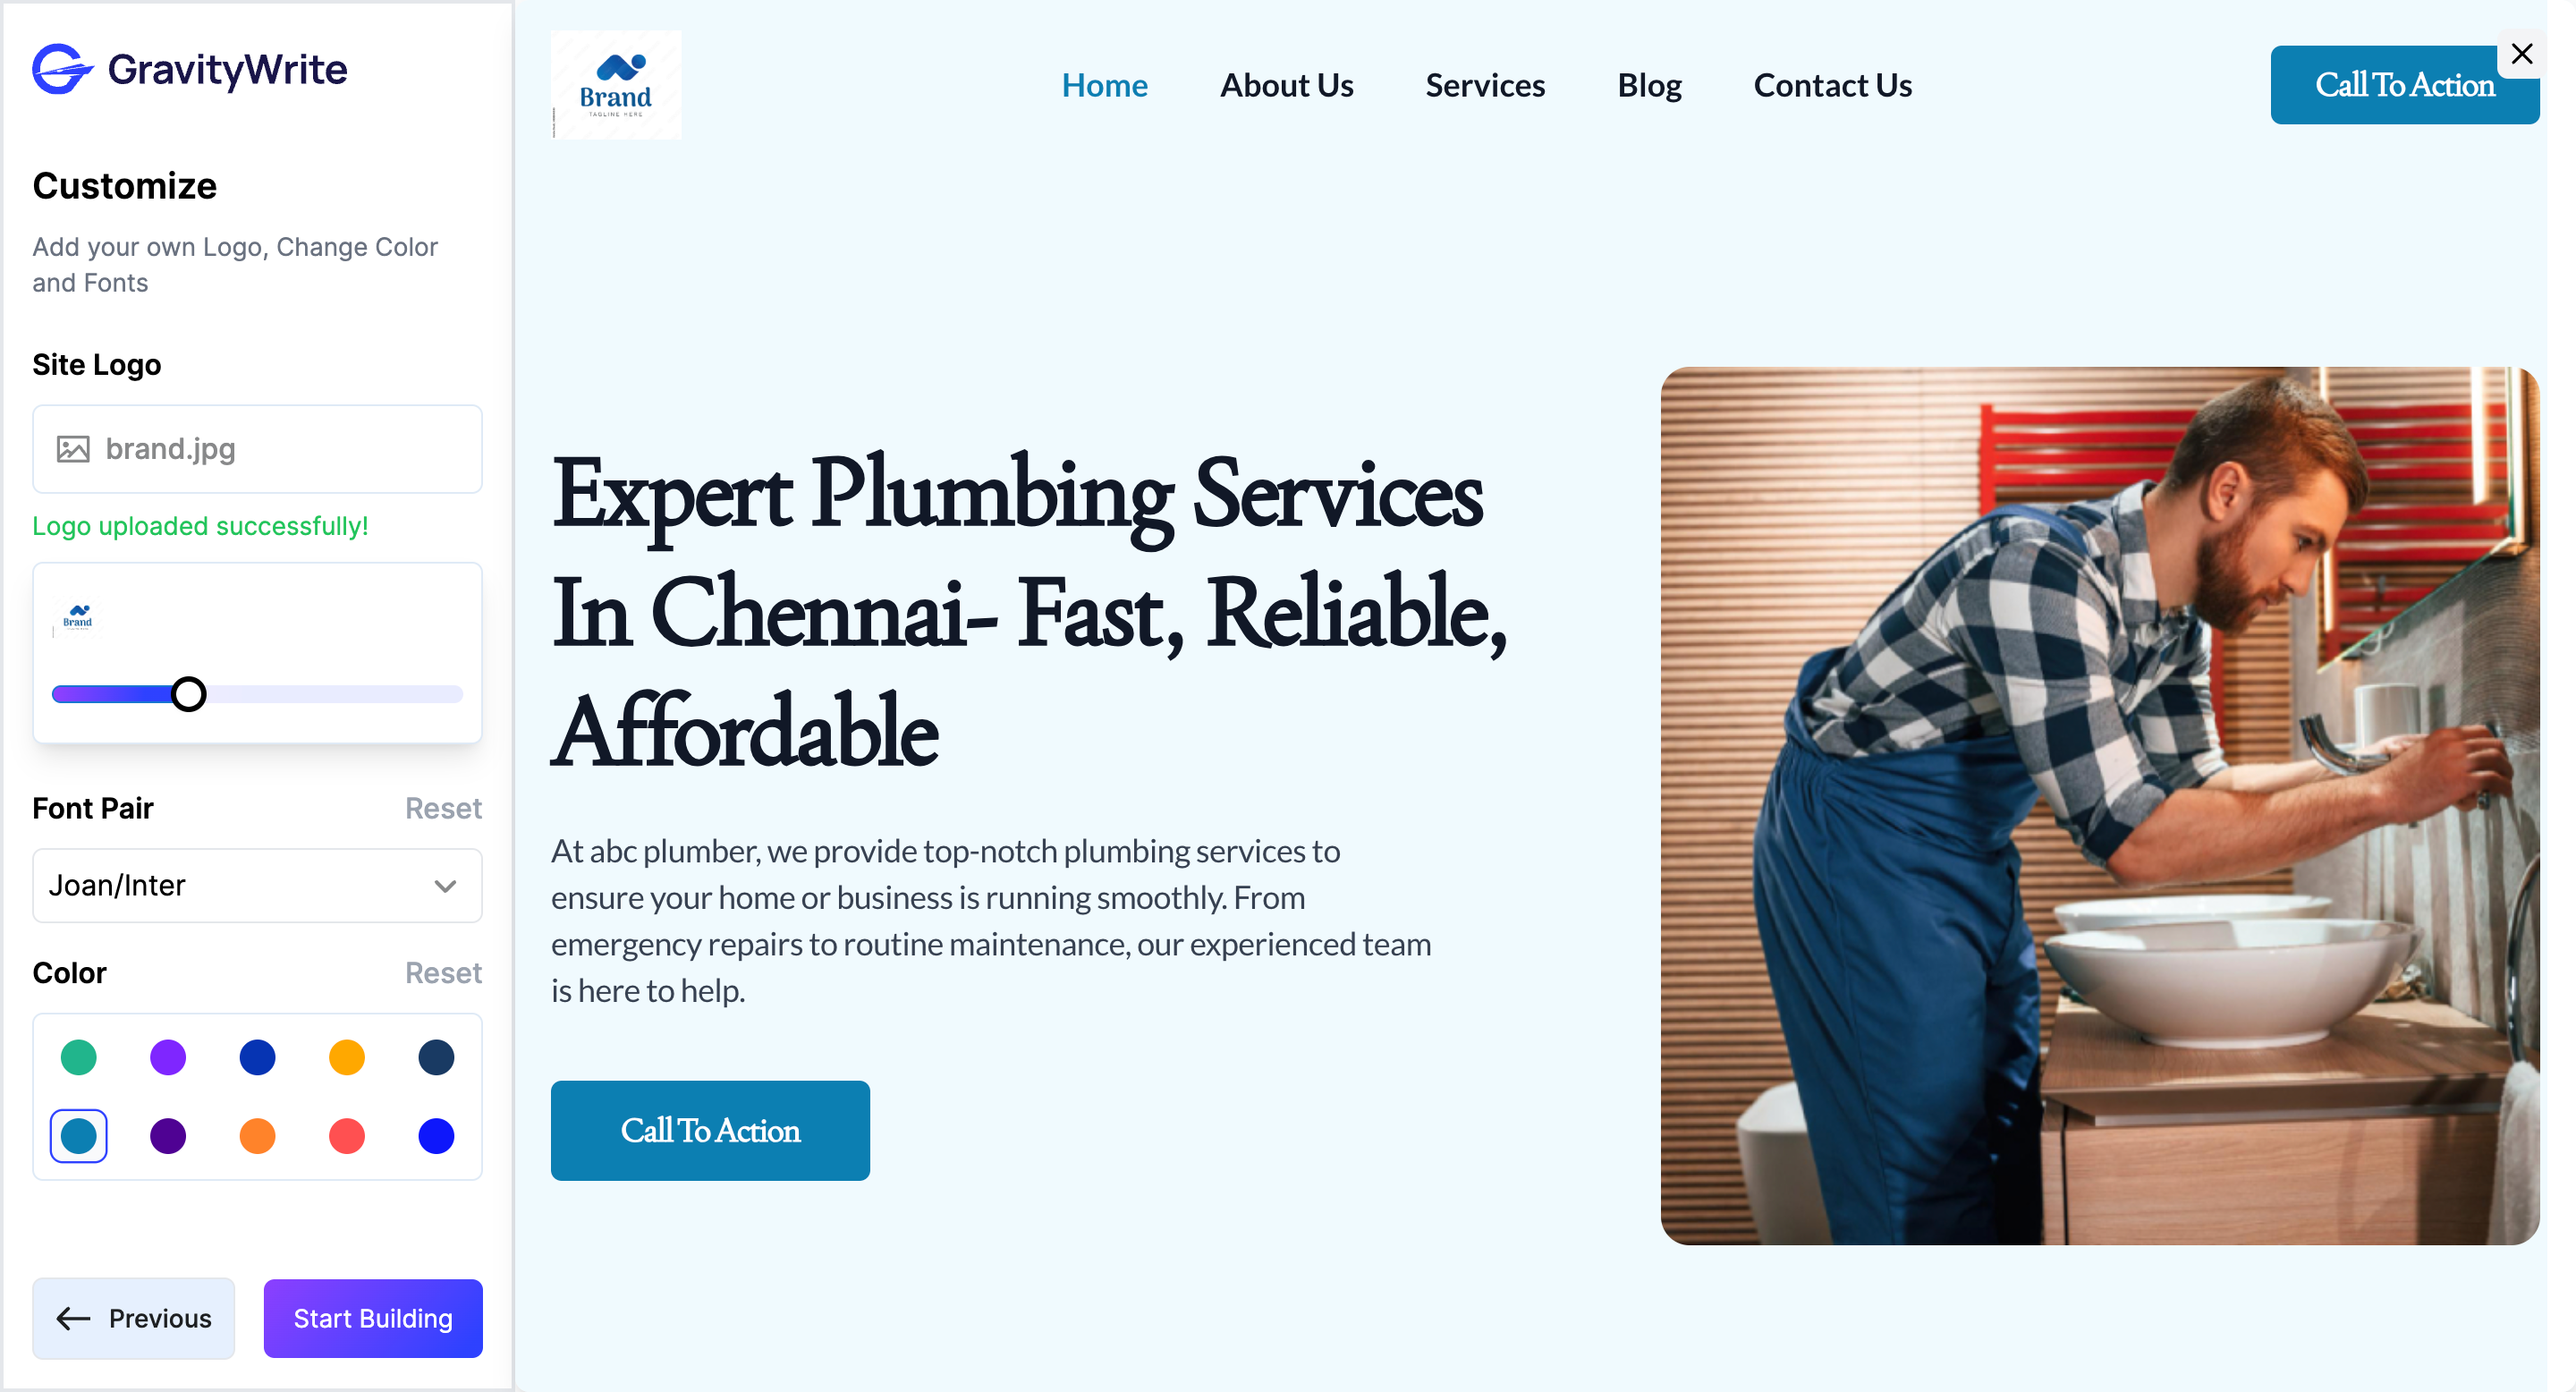 GravityWrite
Customize
Add your own Logo, Change Color
and Fonts
Site Logo
brand.jpg
Logo uploaded successfully!
Brand
Font Pair
Reset
Joan/Inter
Color
Reset
Previous
Start Building
Brand
TAGLINE HERE
Home
About Us
Services
Blog
Contact Us
Call To Action
Expert Plumbing Services
In Chennai- Fast, Reliable,
Affordable
At abc plumber, we provide top-notch plumbing services to
ensure your home or business is running smoothly. From
emergency repairs to routine maintenance, our experienced team
is here to help.
Call To Action